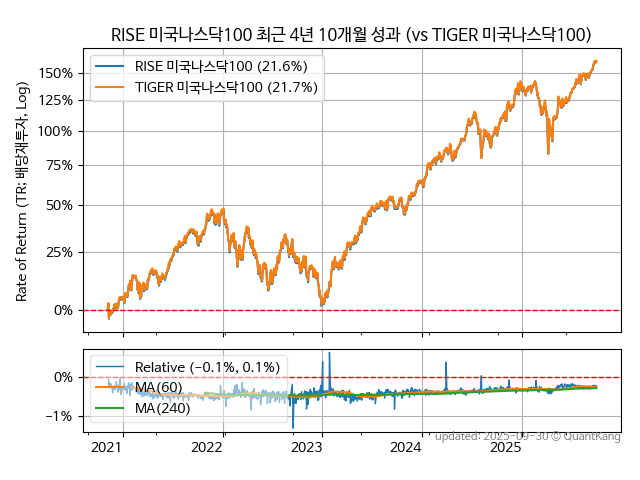 RISE 미국나스닥100 최근 4년 10개월 성과 (vs TIGER 미국나스닥100)
RISE 미국나스닥100 (21.6%)
TIGER 미국나스닥100 (21.7%)
Rate of Return (TR: 배당재투자, Log)
150%
125%
100%
75%
50%
25%
0%
Relative (−0.1%, 0.1%)
MA(60)
MA(240)
0%
−1%
2021
2022
2023
2024
2025
updated: 2025-09-30 © QuantKang